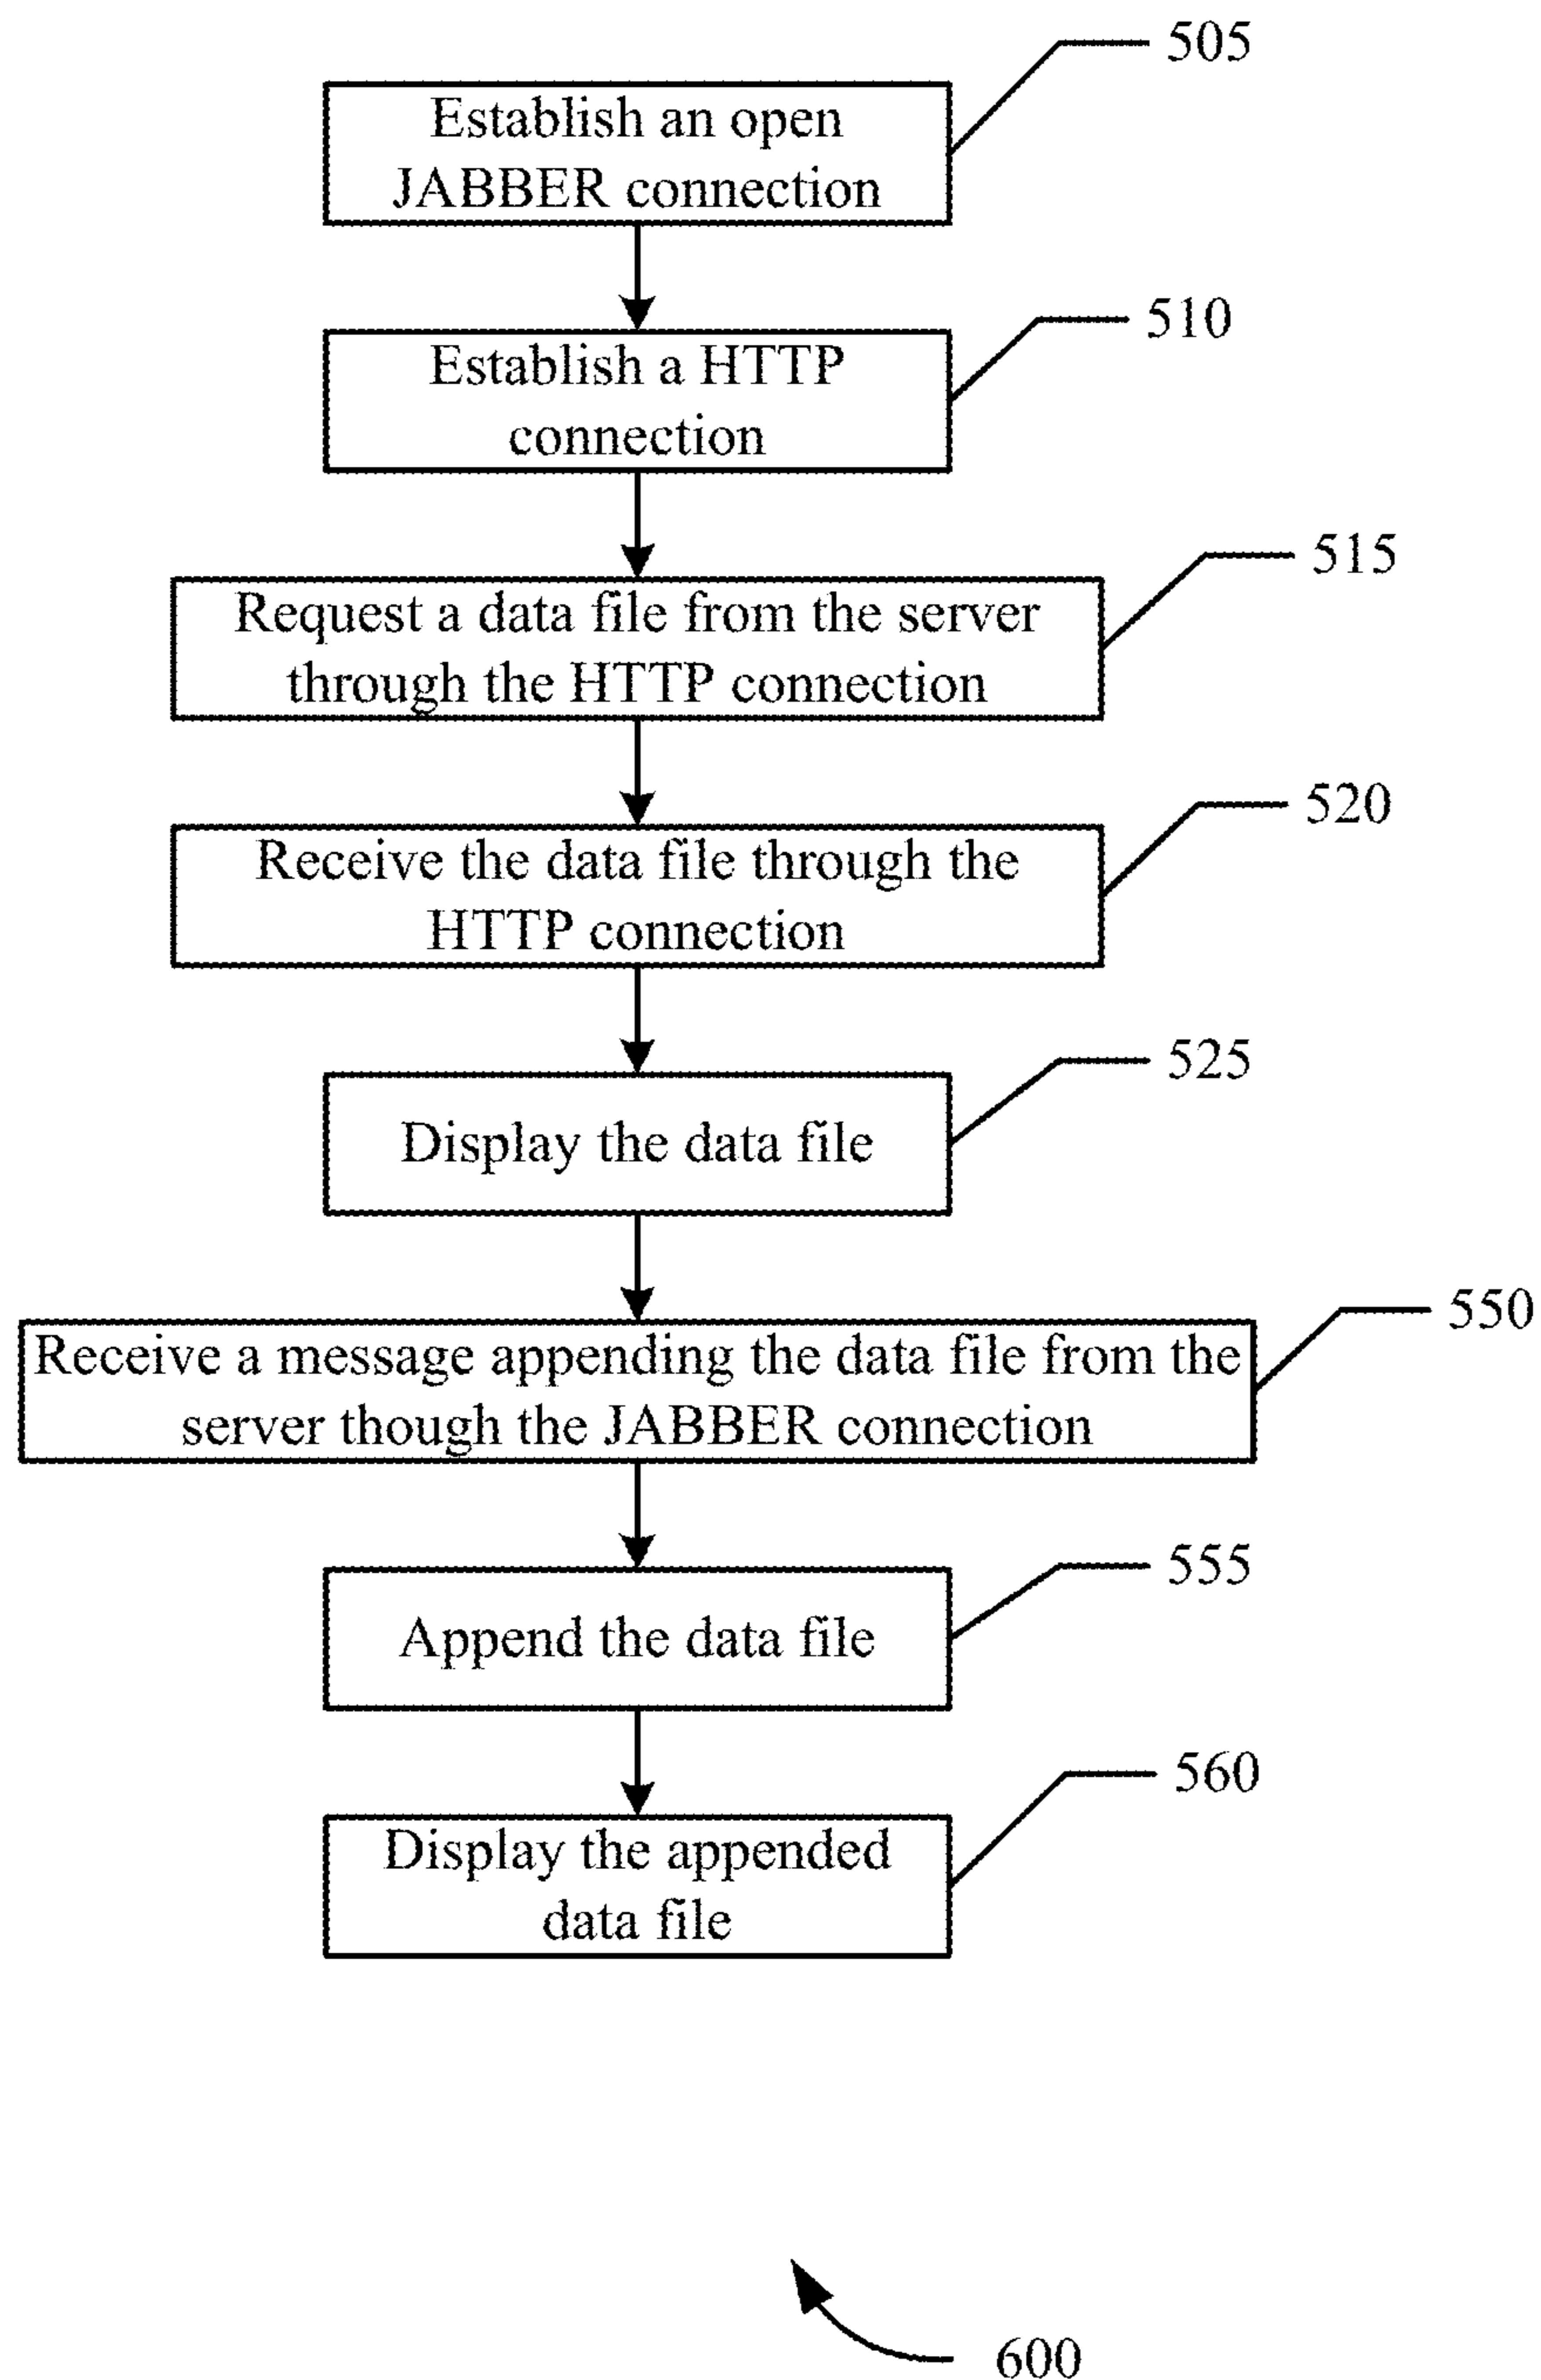 505
Establish an open
JABBER connection
510
Establish a HTTP
connection
515
Request a data file from the server
through the HTTP connection
520
Receive the data file through the
HTTP connection
525
Display the data file
550
Receive a message appending the data file from the
server though the JABBER connection
555
Append the data file
560
Display the appended
data file
600